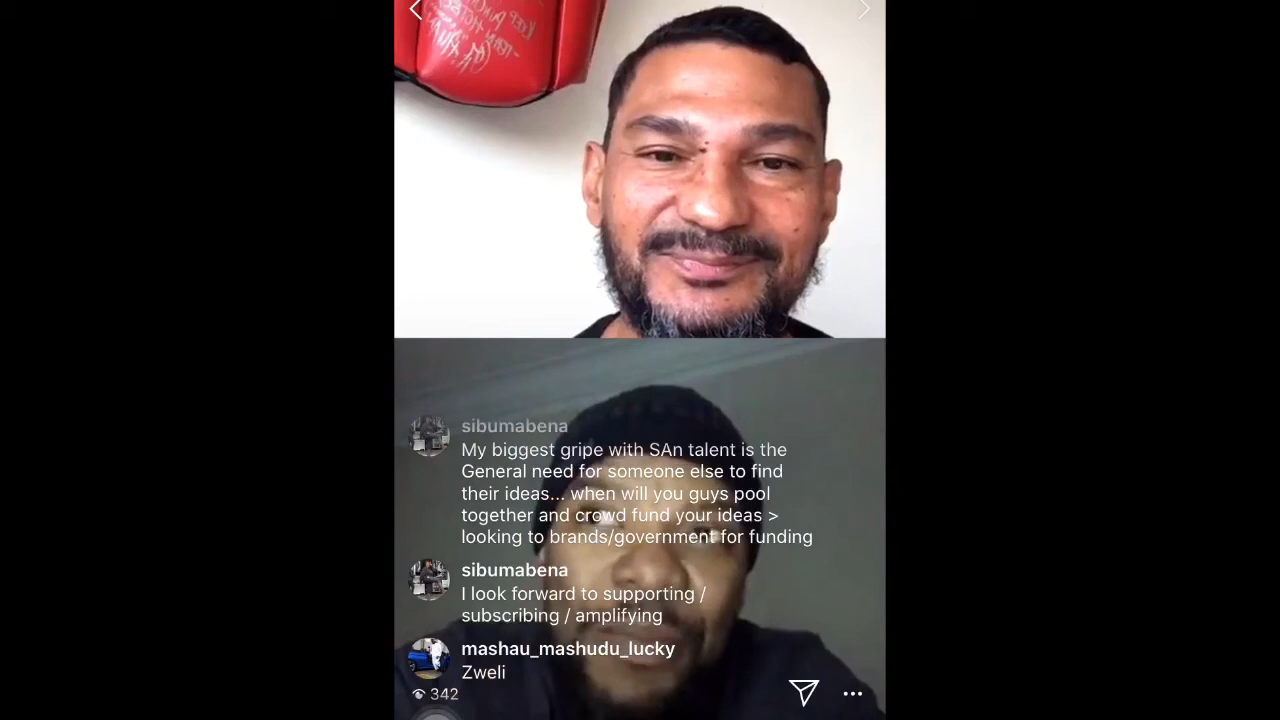 sibumabena
My biggest gripe with SAn talent is the
General need for someone else to find
their ideas... when will you guys pool
together and crowd fund your ideas >
looking to brands/government for funding
sibumabena
I look forward to supporting /
subscribing / amplifying
mashau_mashudu_lucky
Zweli
342